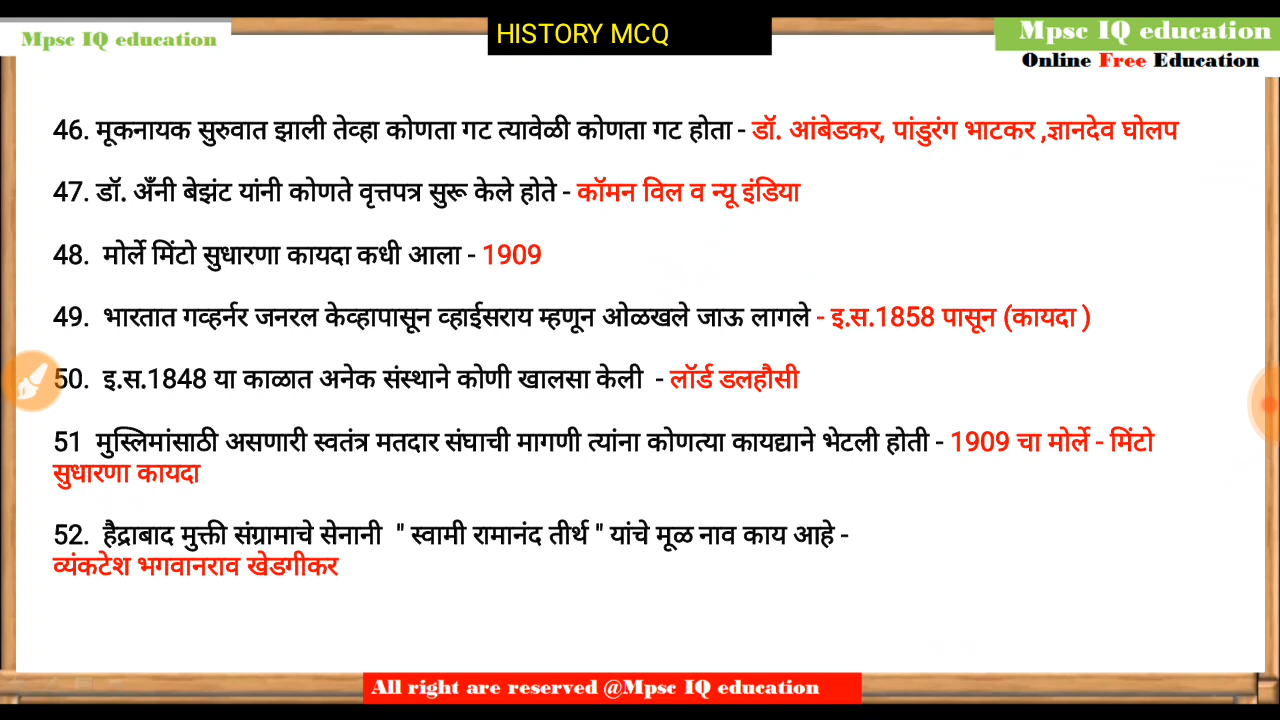 Mpsc IQ education
HISTORY MCQ
Mpsc IQ education
Online Free Education
46. मूकनायक सुरुवात झाली तेव्हा कोणता गट त्यावेळी कोणता गट होता - डॉ. आंबेडकर, पांडुरंग भाटकर ,ज्ञानदेव घोलप
47. डॉ. अँनी बेझंट यांनी कोणते वृत्तपत्र सुरू केले होते - कॉमन विल व न्यू इंडिया
48. मोर्ले मिंटो सुधारणा कायदा कधी आला - 1909
49. भारतात गव्हर्नर जनरल केव्हापासून व्हाईसराय म्हणून ओळखले जाऊ लागले - इ.स.1858 पासून (कायदा )
50. इ.स.1848 या काळात अनेक संस्थाने कोणी खालसा केली - लॉर्ड डलहौसी
51 मुस्लिमांसाठी असणारी स्वतंत्र मतदार संघाची मागणी त्यांना कोणत्या कायद्याने भेटली होती - 1909 चा मोर्ले - मिंटो
सुधारणा कायदा
52. हैद्राबाद मुक्ती संग्रामाचे सेनानी " स्वामी रामानंद तीर्थ " यांचे मूळ नाव काय आहे -
व्यंकटेश भगवानराव खेडगीकर
All right are reserved @Mpsc IQ education